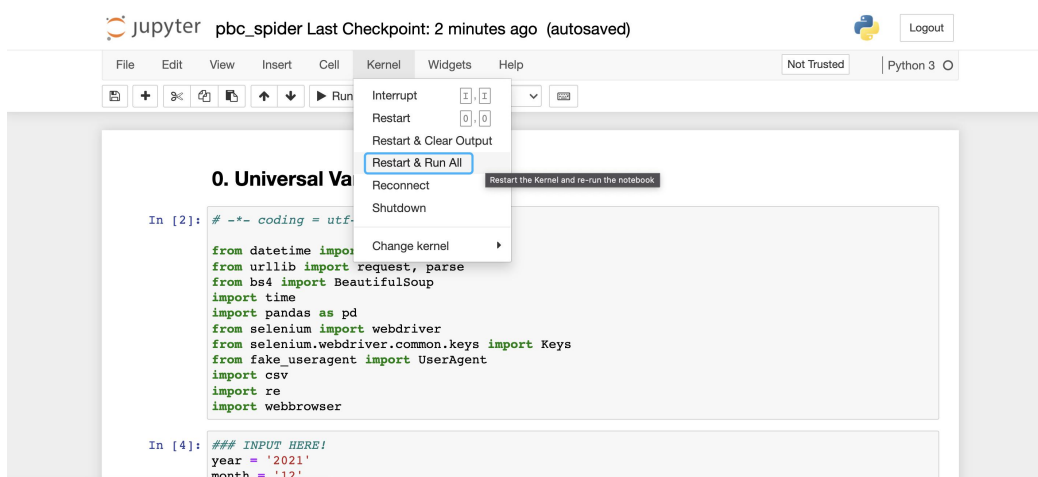 jupyter pbc_spider Last Checkpoint: 2 minutes ago (autosaved) Logout
File Edit View Insert Cell Kernel Widgets Help Not Trusted Python 3
Run
Interrupt I, I
Restart 0, 0
Restart & Clear Output
Restart & Run All
Restart the Kernel and re-run the notebook
Reconnect
Shutdown
Change kernel
0. Universal Va
In [2]: # -*- coding = utf-
from datetime impor
from urllib import request, parse
from bs4 import BeautifulSoup
import time
import pandas as pd
from selenium import webdriver
from selenium.webdriver.common.keys import Keys
from fake_useragent import UserAgent
import csv
import re
import webbrowser
In [4]: ### INPUT HERE!
year = '2021'
month = '12'